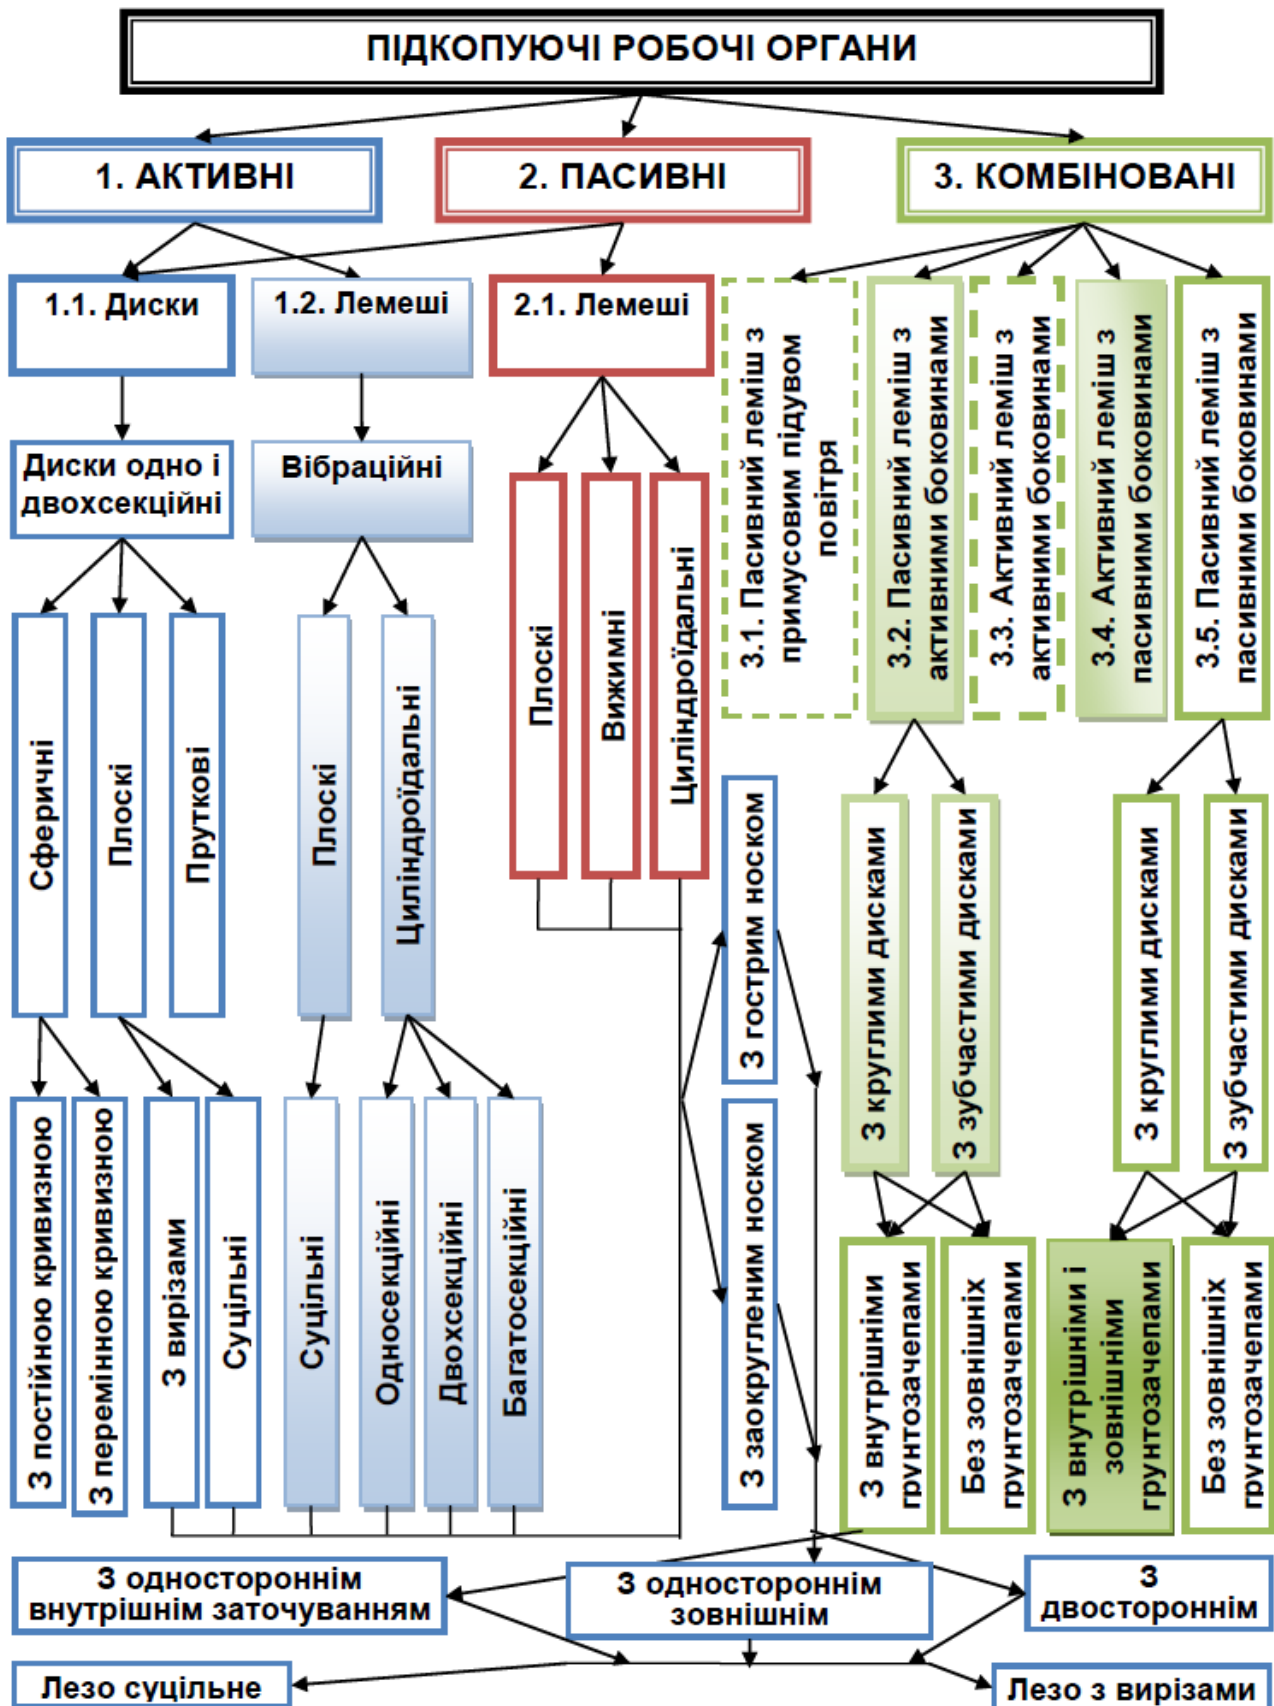 ПІДКОПУЮЧІ РОБОЧІ ОРГАНИ
1. АКТИВНІ
2. ПАСИВНІ
3. КОМБІНОВАНІ
1.1. Диски
1.2. Лемеші
2.1. Лемеші
3.1. Пасивний леміш з
примусовим підувом
повітря
3.2. Пасивний леміш з
активними боковинами
3.3. Активний леміш з
активними боковинами
3.4. Активний леміш з
пасивними боковинами
3.5. Пасивний леміш з
пасивними боковинами
Диски одно і
двохсекційні
Вібраційні
Плоскі
Вижимні
Циліндроїдальні
Сферичні
Плоскі
Пруткові
Плоскі
Циліндроїдальні
З гострим носком
З заокругленим носком
З круглими дисками
З зубчастими дисками
З круглими дисками
З зубчастими дисками
З постійною кривизною
З перемінною кривизною
З вирізами
Суцільні
Суцільні
Односекційні
Двохсекційні
Багатосекційні
З внутрішніми
грунтозачепами
Без зовнішніх
грунтозачепами
З внутрішніми і
зовнішніми
грунтозачепами
Без зовнішніх
грунтозачепами
З одностороннім
внутрішнім заточуванням
З одностороннім
зовнішнім
З
двостороннім
Лезо суцільне
Лезо з вирізами